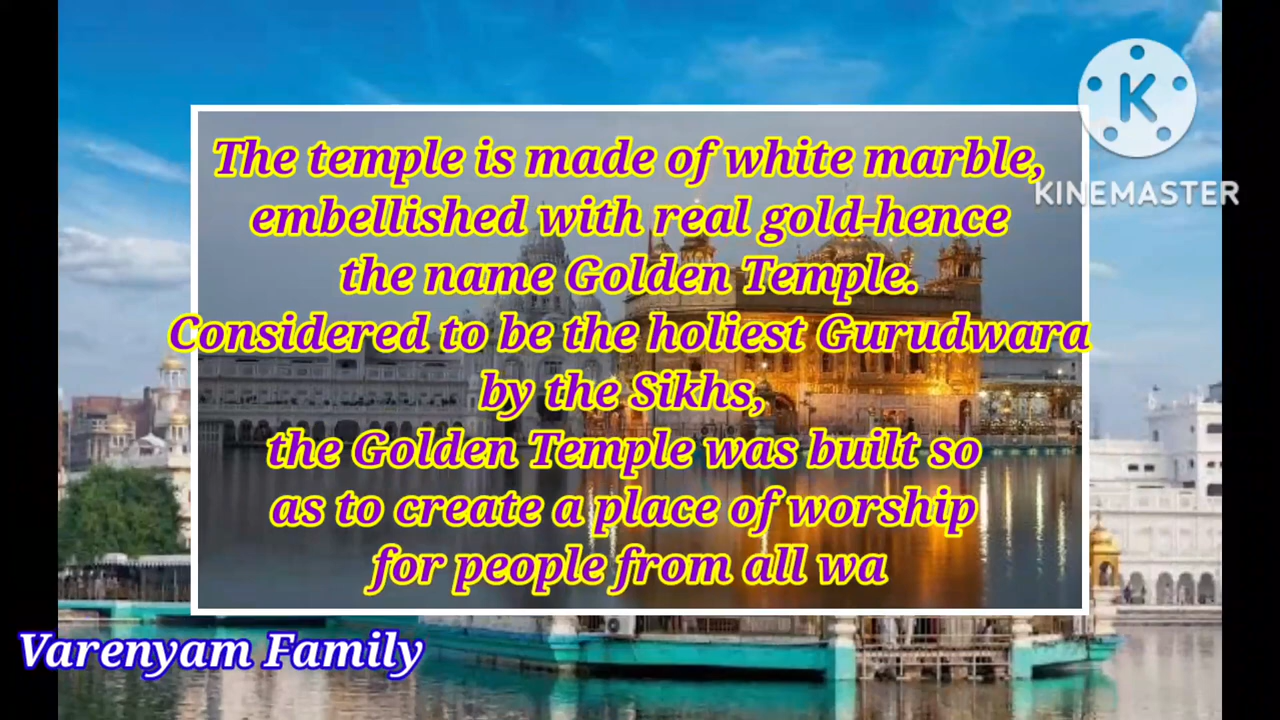 K
KINEMASTER
The temple is made of white marble,
embellished with real gold-hence
the name Golden Temple.
Considered to be the holiest Gurudwara
by the Sikhs,
the Golden Temple was built so
as to create a place of worship
for people from all wa
Varenyam Family